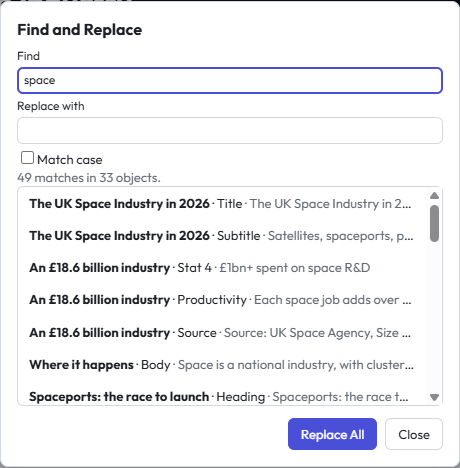 Find and Replace
Find
space
Replace with
Match case
49 matches in 33 objects.
The UK Space Industry in 2026 · Title · The UK Space Industry in 2...
The UK Space Industry in 2026 · Subtitle · Satellites, spaceports, p...
An £18.6 billion industry · Stat 4 · £1bn+ spent on space R&D
An £18.6 billion industry · Productivity · Each space job adds over ...
An £18.6 billion industry · Source · Source: UK Space Agency, Size ...
Where it happens · Body · Space is a national industry, with cluster...
Spaceports: the race to launch · Heading · Spaceports: the race t...
Replace All
Close